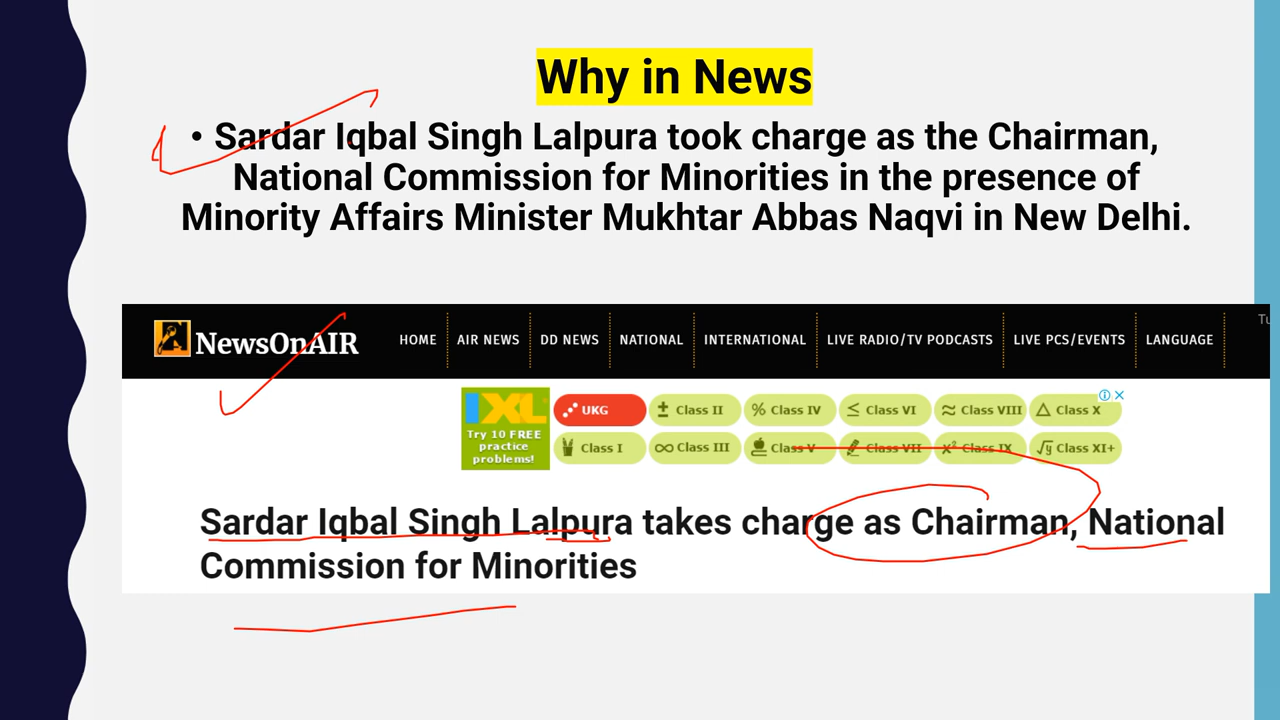 Why in News
• Sardar Iqbal Singh Lalpura took charge as the Chairman,
National Commission for Minorities in the presence of
Minority Affairs Minister Mukhtar Abbas Naqvi in New Delhi.
NewsOnAIR
HOME AIR NEWS DD NEWS NATIONAL INTERNATIONAL LIVE RADIO/TV PODCASTS LIVE PCS/EVENTS LANGUAGE
Tu
IXL
Try 10 FREE
practice
problems!
UKG Class II Class IV Class VI Class VIII Class X
Class I Class III Class V Class VII Class IX Class XI+
Sardar Iqbal Singh Lalpura takes charge as Chairman, National
Commission for Minorities